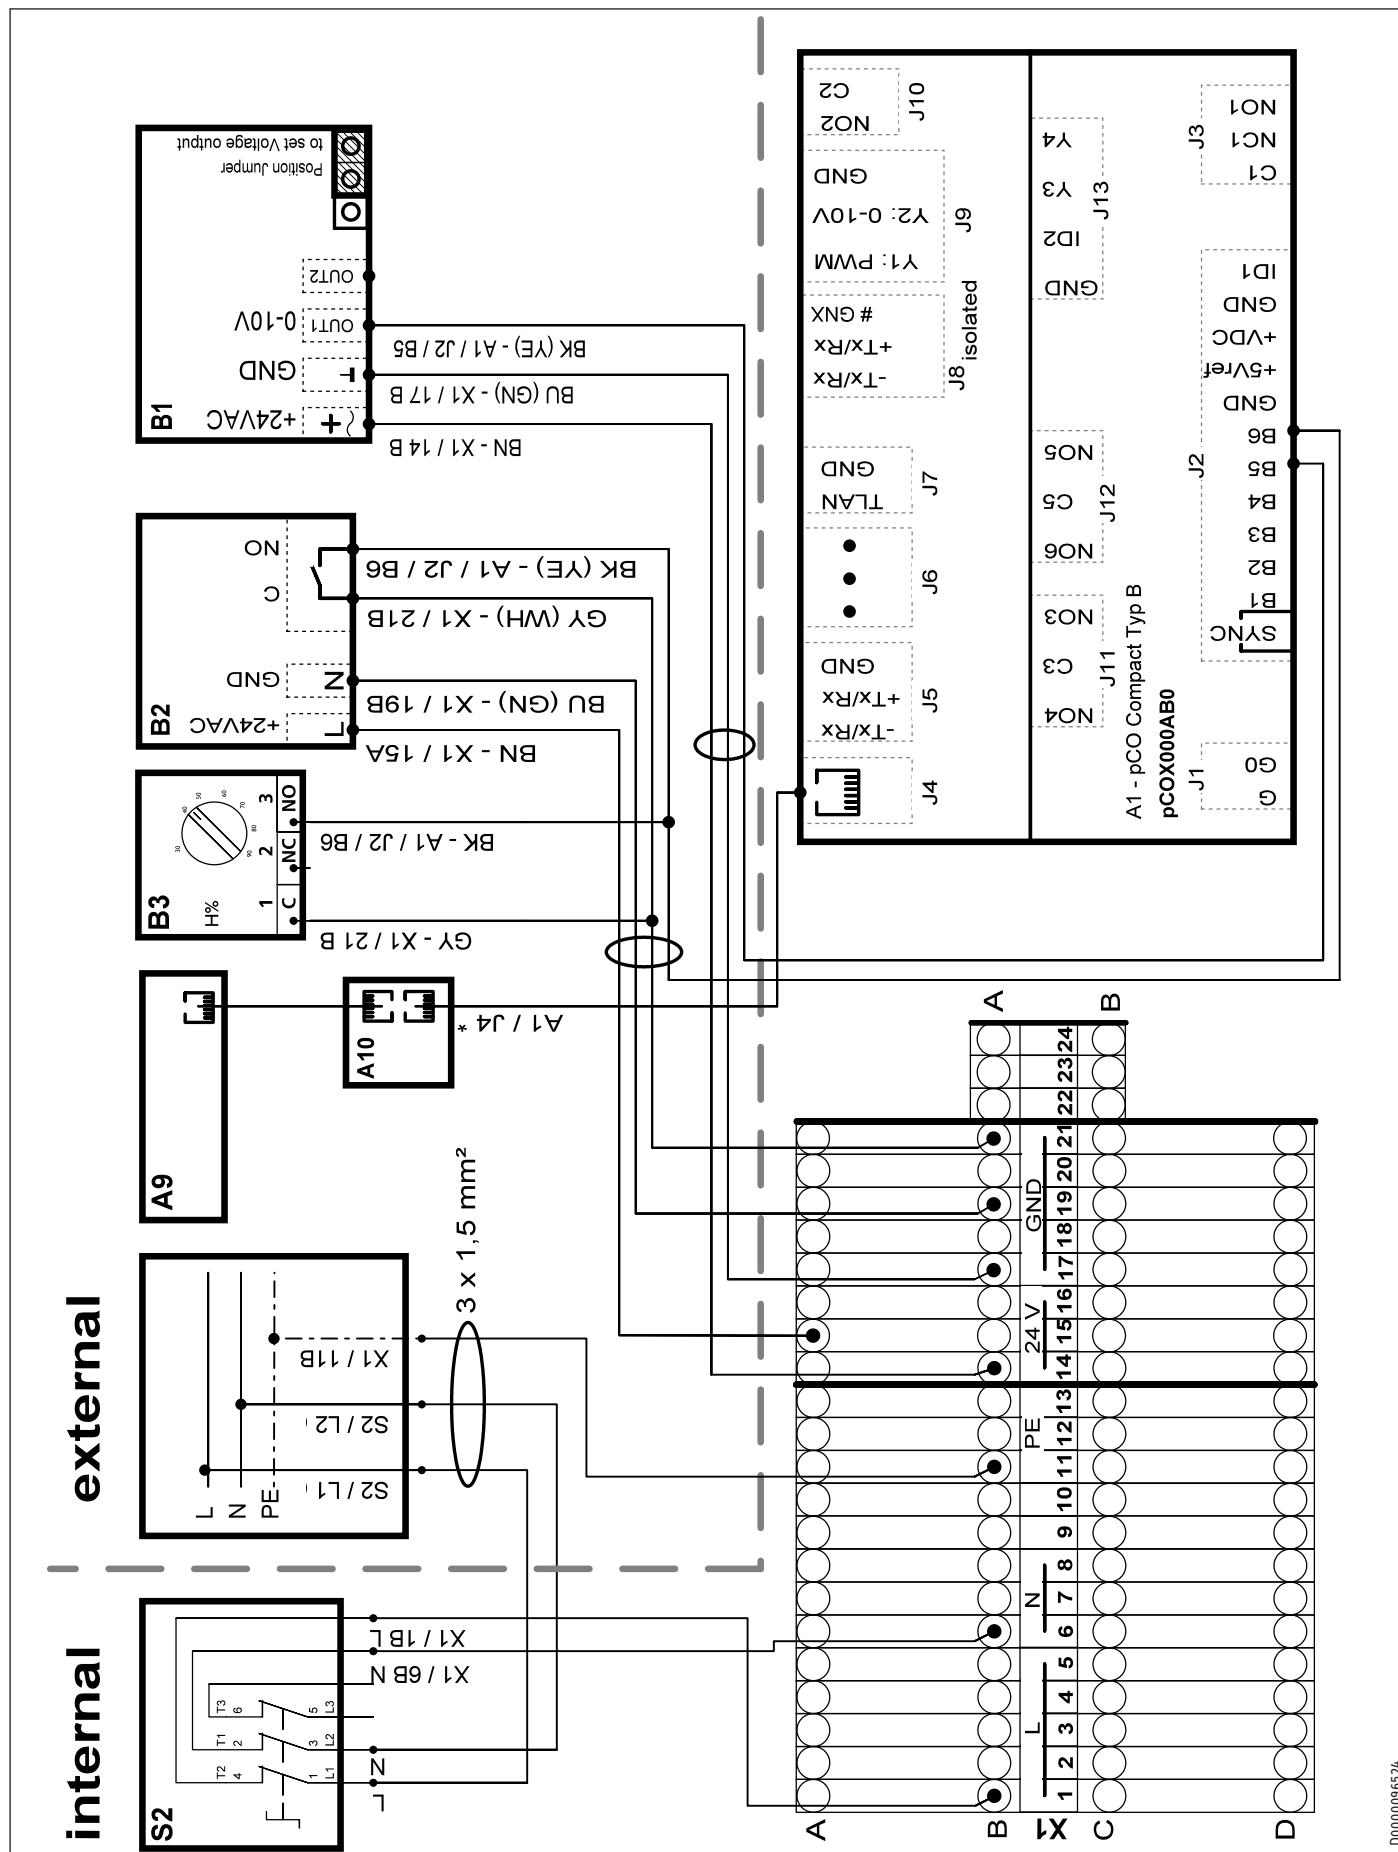 internal
external
S2
T2
T1
T3
4
2
6
1
3
5
L1
L2
L3
L
N
X1 / 1B L
X1 / 6B N
L
N
PE
S2 / L1
S2 / L2
X1 / 11B
3 x 1,5 mm²
A9
A10
A1 / J4 *
B3
H%
30
40
50
60
70
80
90
1
2
3
C
NC
NO
GY - X1 / 21 B
BK - A1 / J2 / B6
B2
+24VAC
GND
L
N
C
NO
BN - X1 / 15A
BU (GN) - X1 / 19B
GY (WH) - X1 / 21B
BK (YE) - A1 / J2 / B6
B1
+24VAC
GND
0-10V
+
OUT1
OUT2
Position Jumper
to set Voltage output
BN - X1 / 14 B
BU (GN) - X1 / 17 B
BK (YE) - A1 / J2 / B5
J4
J5
-Tx/Rx
+Tx/Rx
GND
J6
J7
TLAN
GND
J8
isolated
-Tx/Rx
+Tx/Rx
# GNX
J9
Y1: PWM
Y2: 0-10V
GND
J10
NO2
C2
J11
NO4
C3
NO3
J12
NO6
C5
NO5
J13
GND
ID2
Y3
Y4
A1 - pCO Compact Typ B
pCOX000AB0
J1
G
G0
J2
SYNC
B1
B2
B3
B4
B5
B6
GND
+5Vref
+VDC
GND
ID1
J3
C1
NC1
NO1
A
B
X1
C
D
L
N
PE
24 V
GND
1
2
3
4
5
6
7
8
9
10
11
12
13
14
15
16
17
18
19
20
21
22
23
24
A
B
D0000096524